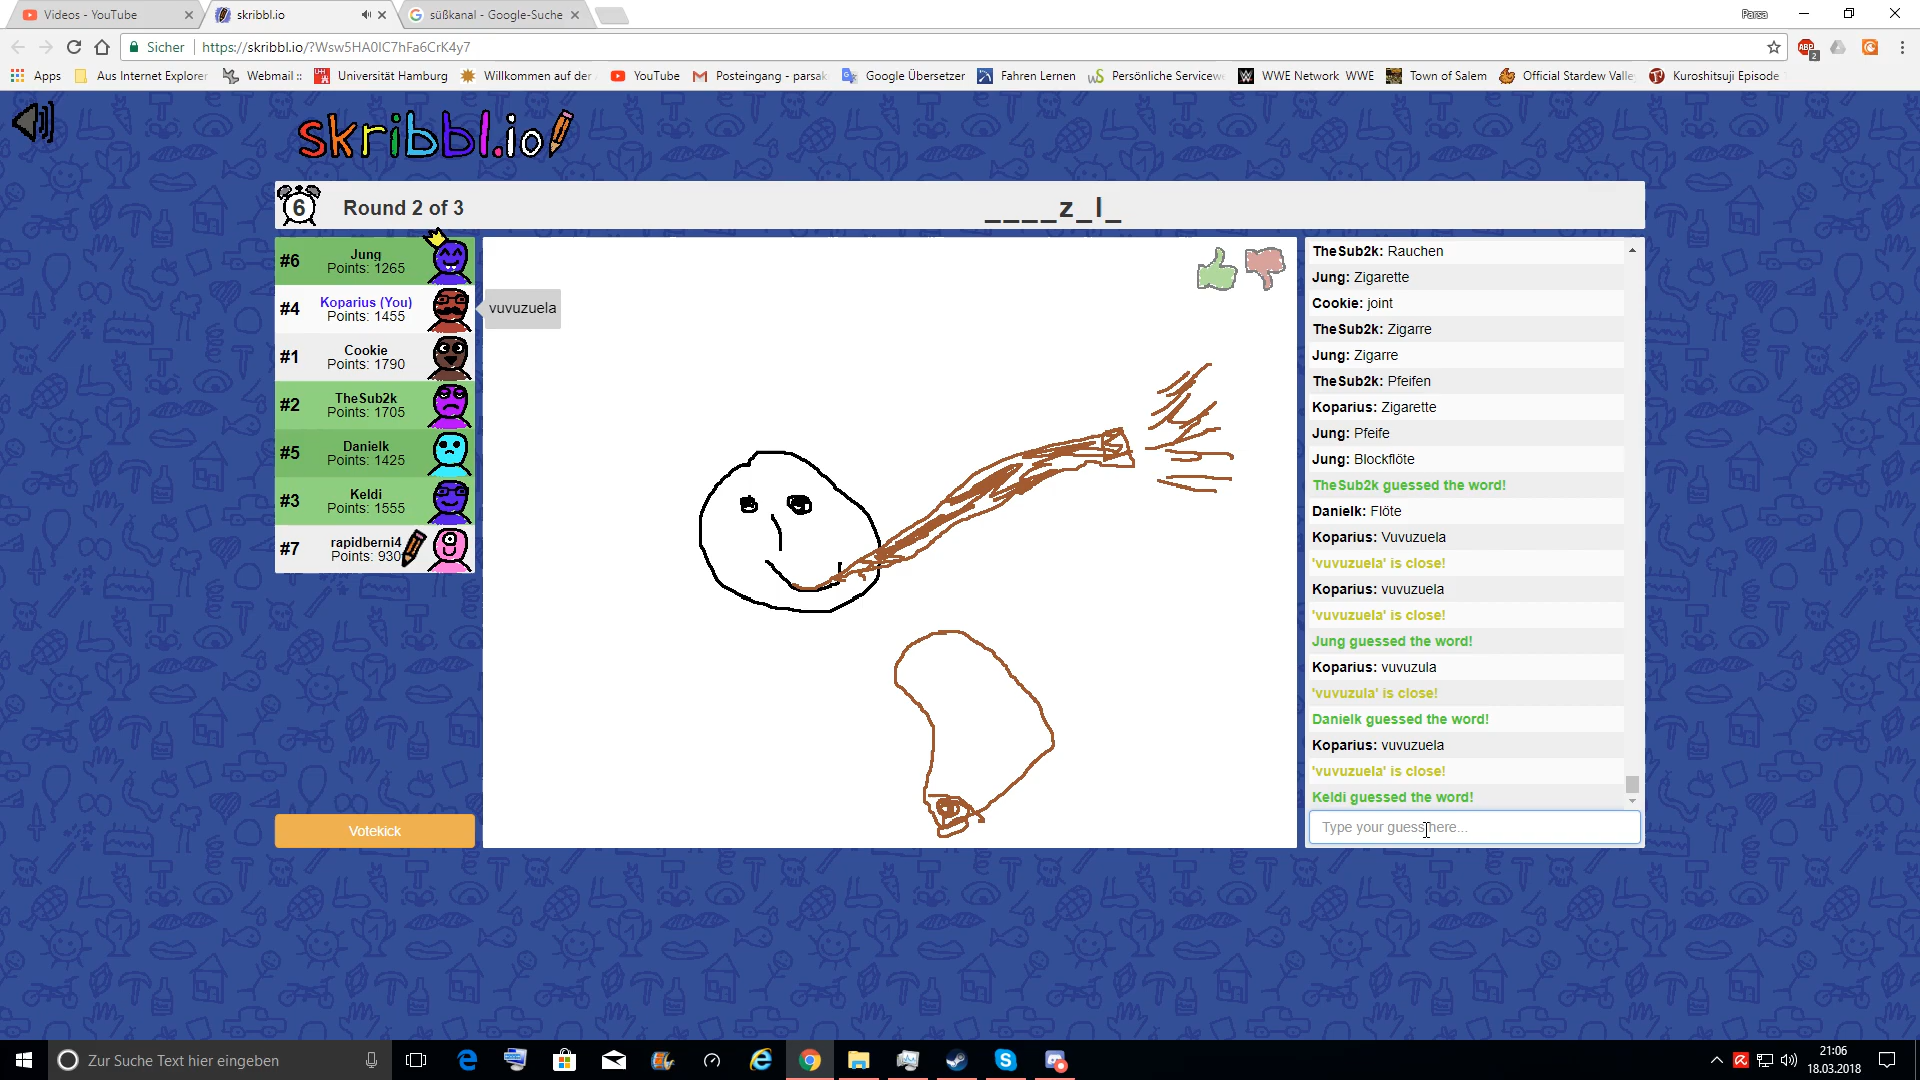 Videos - YouTube
skribbl.io
süßkanal - Google-Suche
Parsa
Sicher
https://skribbl.io/?Wsw5HA0IC7hFa6CrK4y7
ABP
2
Apps
Aus Internet Explorer
Webmail ::
Universität Hamburg
Willkommen auf der
YouTube
Posteingang - parsak
Google Übersetzer
Fahren Lernen
Persönliche Servicew
WWE Network WWE
Town of Salem
Official Stardew Valle
Kuroshitsuji Episode
skribbl.io
6
Round 2 of 3
____z_l_
#6
Jung
Points: 1265
#4
Koparius (You)
Points: 1455
vuvuzuela
#1
Cookie
Points: 1790
#2
TheSub2k
Points: 1705
#5
Danielk
Points: 1425
#3
Keldi
Points: 1555
#7
rapidberni4
Points: 930
Votekick
TheSub2k: Rauchen
Jung: Zigarette
Cookie: joint
TheSub2k: Zigarre
Jung: Zigarre
TheSub2k: Pfeifen
Koparius: Zigarette
Jung: Pfeife
Jung: Blockflöte
TheSub2k guessed the word!
Danielk: Flöte
Koparius: Vuvuzuela
'vuvuzuela' is close!
Koparius: vuvuzuela
'vuvuzuela' is close!
Jung guessed the word!
Koparius: vuvuzula
'vuvuzula' is close!
Danielk guessed the word!
Koparius: vuvuzuela
'vuvuzuela' is close!
Keldi guessed the word!
Type your guess here...
Zur Suche Text hier eingeben
21:06
18.03.2018